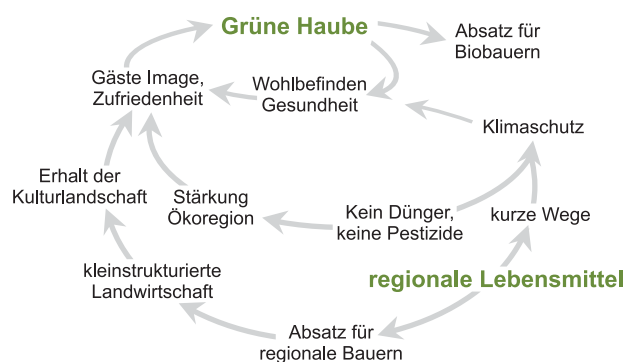 Grüne Haube
Absatz für
Biobauern
Gäste Image,
Zufriedenheit
Wohlbefinden
Gesundheit
Klimaschutz
Erhalt der
Kulturlandschaft
Stärkung
Ökoregion
Kein Dünger,
keine Pestizide
kurze Wege
kleinstrukturierte
Landwirtschaft
regionale Lebensmittel
Absatz für
regionale Bauern